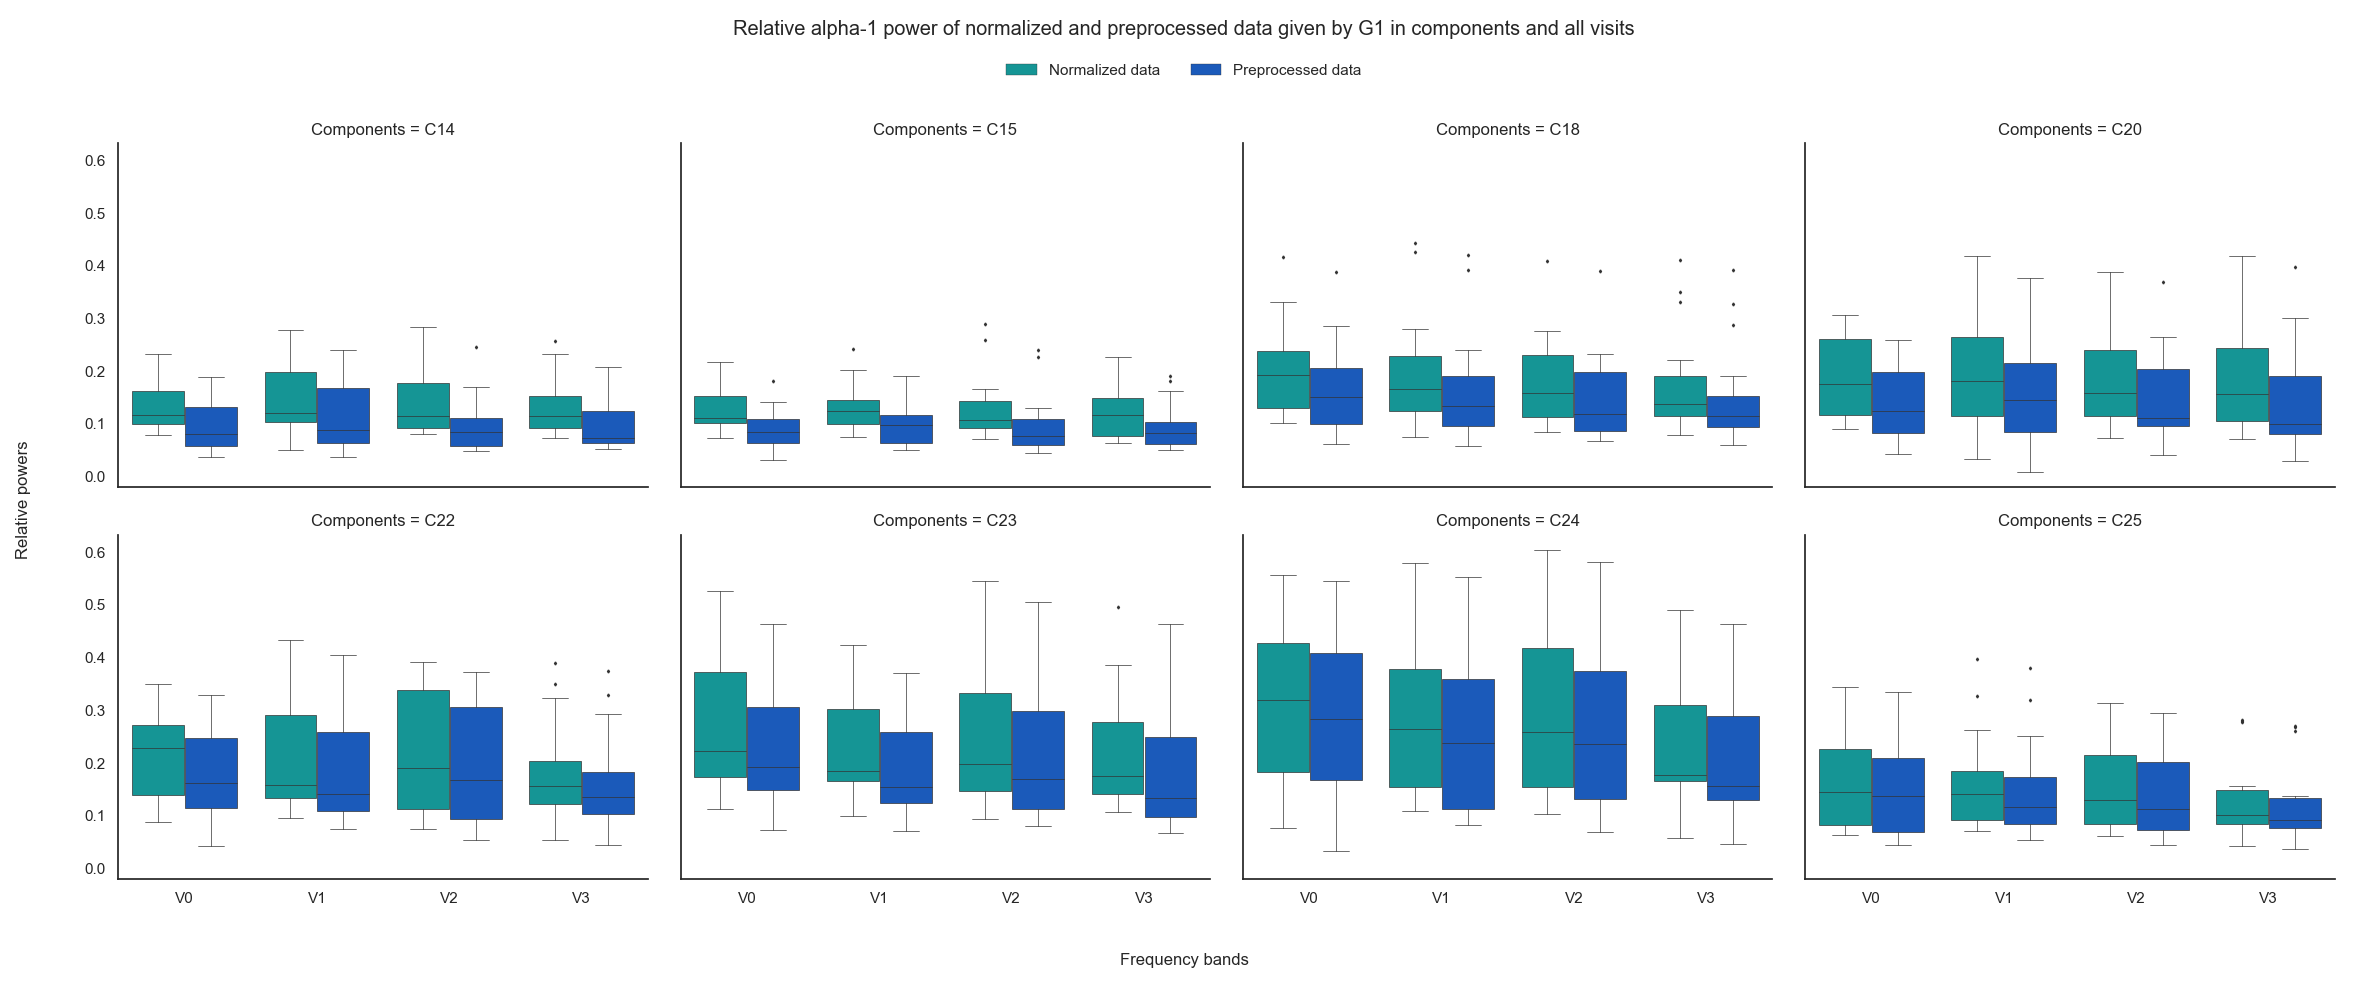 Relative alpha-1 power of normalized and preprocessed data given by G1 in components and all visits
Normalized data Preprocessed data
Components = C14 Components = C15 Components = C18 Components = C20
0.6
0.5
0.4
0.3
0.2
0.1
0.0
Relative powers
Components = C22 Components = C23 Components = C24 Components = C25
0.6
0.5
0.4
0.3
0.2
0.1
0.0
V0 V1 V2 V3 V0 V1 V2 V3 V0 V1 V2 V3 V0 V1 V2 V3
Frequency bands